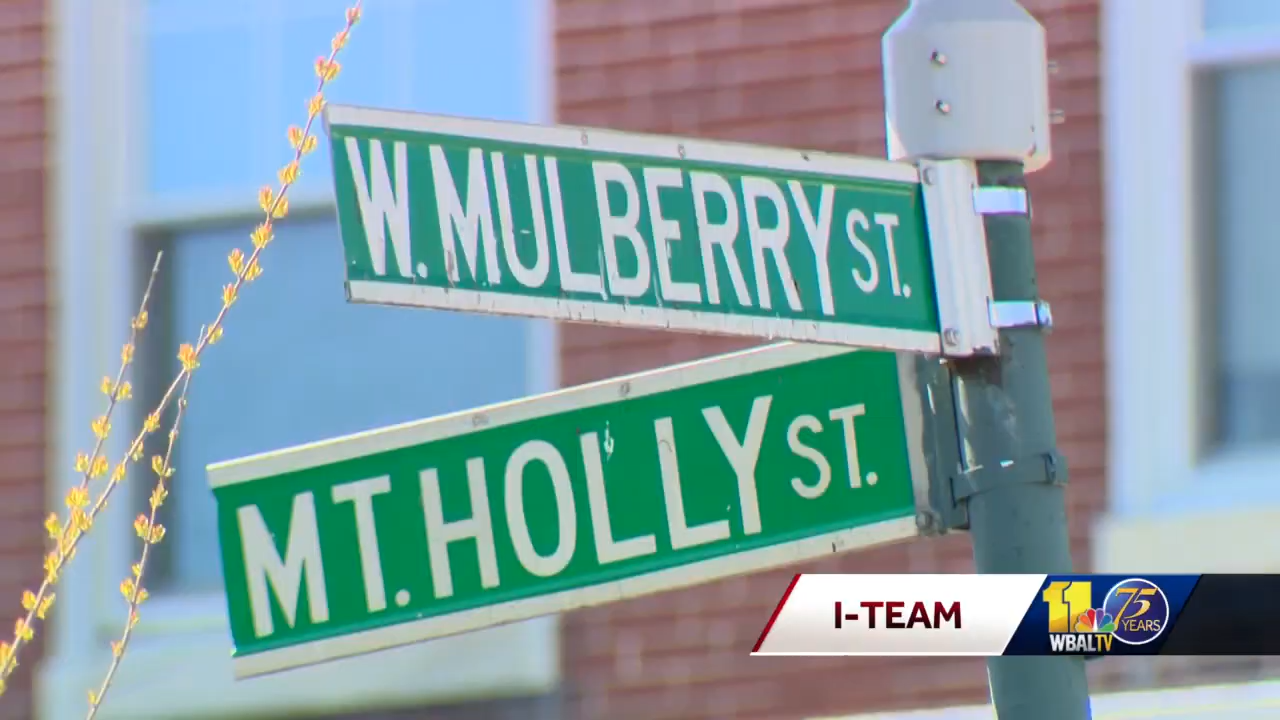 W. MULBERRY ST.
MT. HOLLY ST.
I-TEAM
11 75
WBALTV YEARS